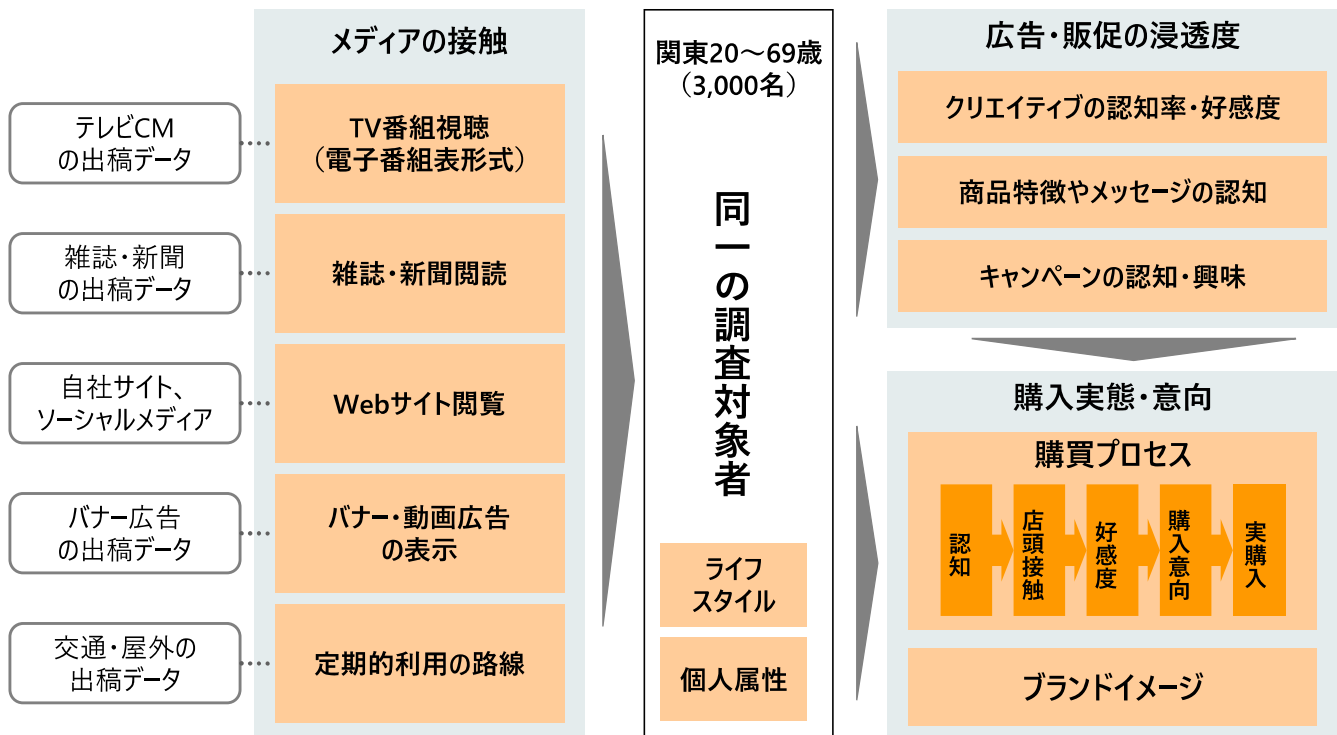 メディアの接触
テレビCM
の出稿データ
TV番組視聴
（電子番組表形式）
雑誌・新聞
の出稿データ
雑誌・新聞閲読
自社サイト、
ソーシャルメディア
Webサイト閲覧
バナー広告
の出稿データ
バナー・動画広告
の表示
交通・屋外の
出稿データ
定期的利用の路線
関東20～69歳
（3,000名）
同一の調査対象者
ライフ
スタイル
個人属性
広告・販促の浸透度
クリエイティブの認知率・好感度
商品特徴やメッセージの認知
キャンペーンの認知・興味
購入実態・意向
購買プロセス
認知
店頭接触
好感度
購入意向
実購入
ブランドイメージ